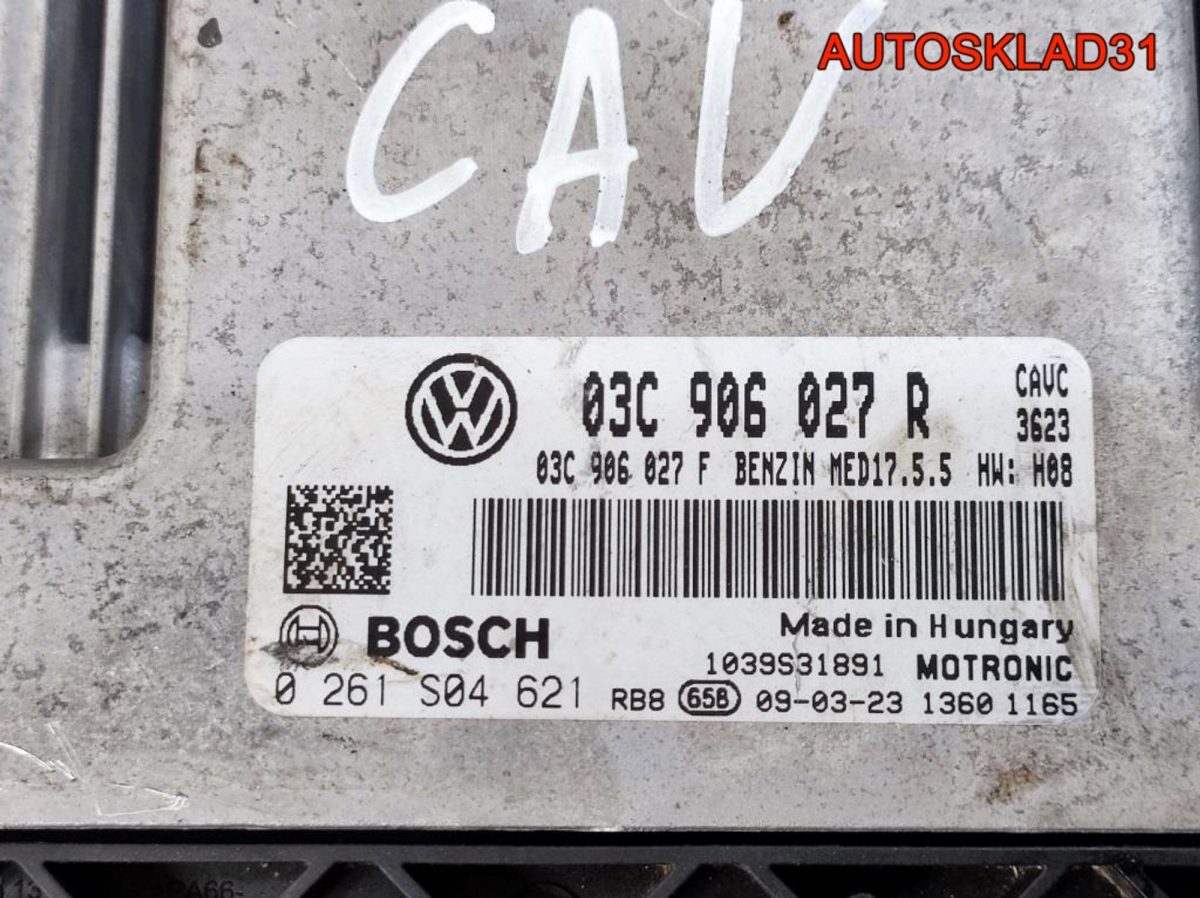 AUTOSKLAD31
CAV
03C 906 027 R
CAVC
3623
03C 906 027 F BENZIN MED17.5.5 HW: H08
BOSCH
Made in Hungary
1039S31891 MOTRONIC
0 261 S04 621 RB8 65B 09-03-23 1360 1165